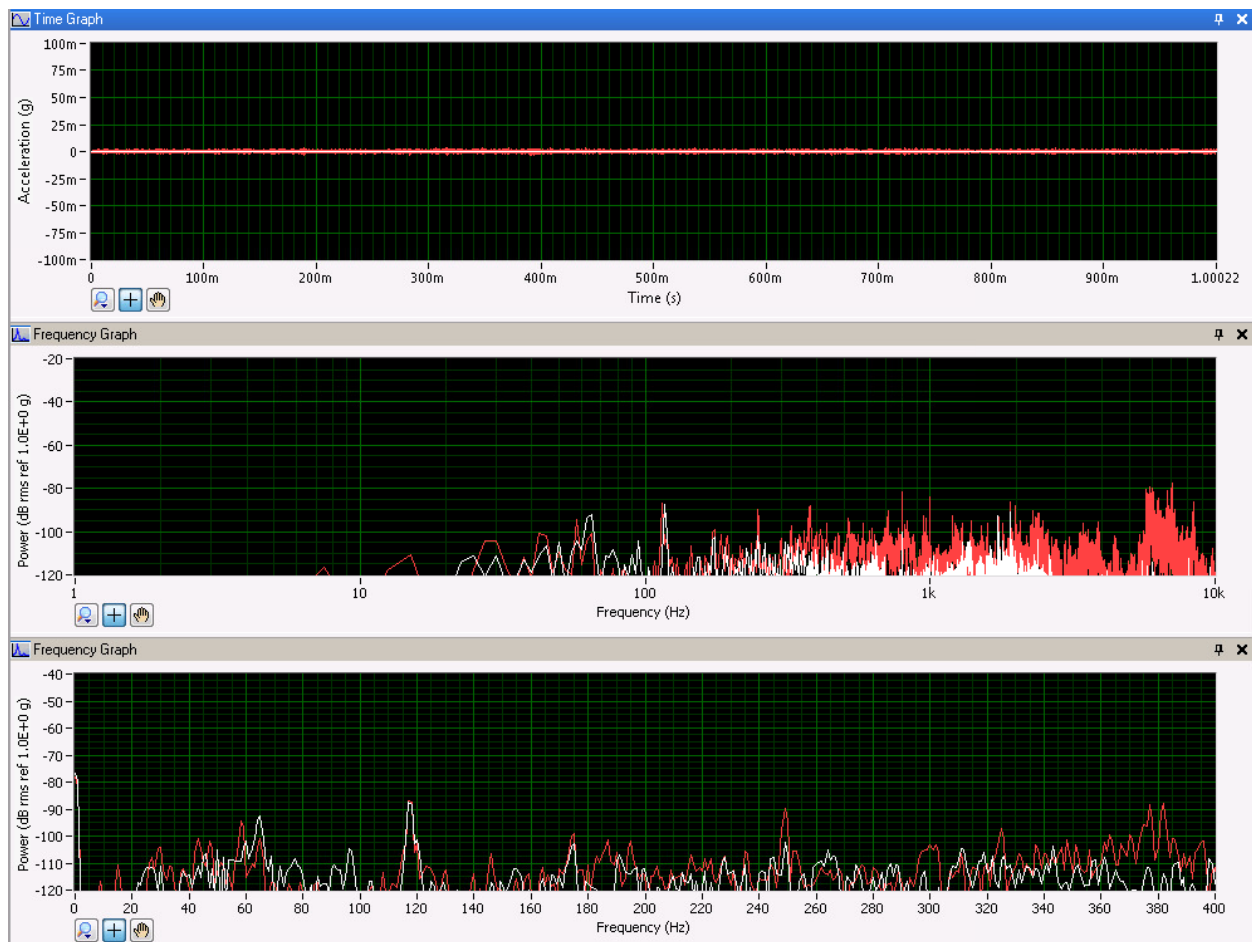 Time Graph
Acceleration (g)
100m
75m
50m
25m
0
-25m
-50m
-75m
-100m
0 100m 200m 300m 400m 500m 600m 700m 800m 900m 1.00022
Time (s)
Frequency Graph
Power (dB rms ref 1.0E+0 g)
-20
-40
-60
-80
-100
-120
1 10 100 1k 10k
Frequency (Hz)
Frequency Graph
Power (dB rms ref 1.0E+0 g)
-40
-50
-60
-70
-80
-90
-100
-110
-120
0 20 40 60 80 100 120 140 160 180 200 220 240 260 280 300 320 340 360 380 400
Frequency (Hz)